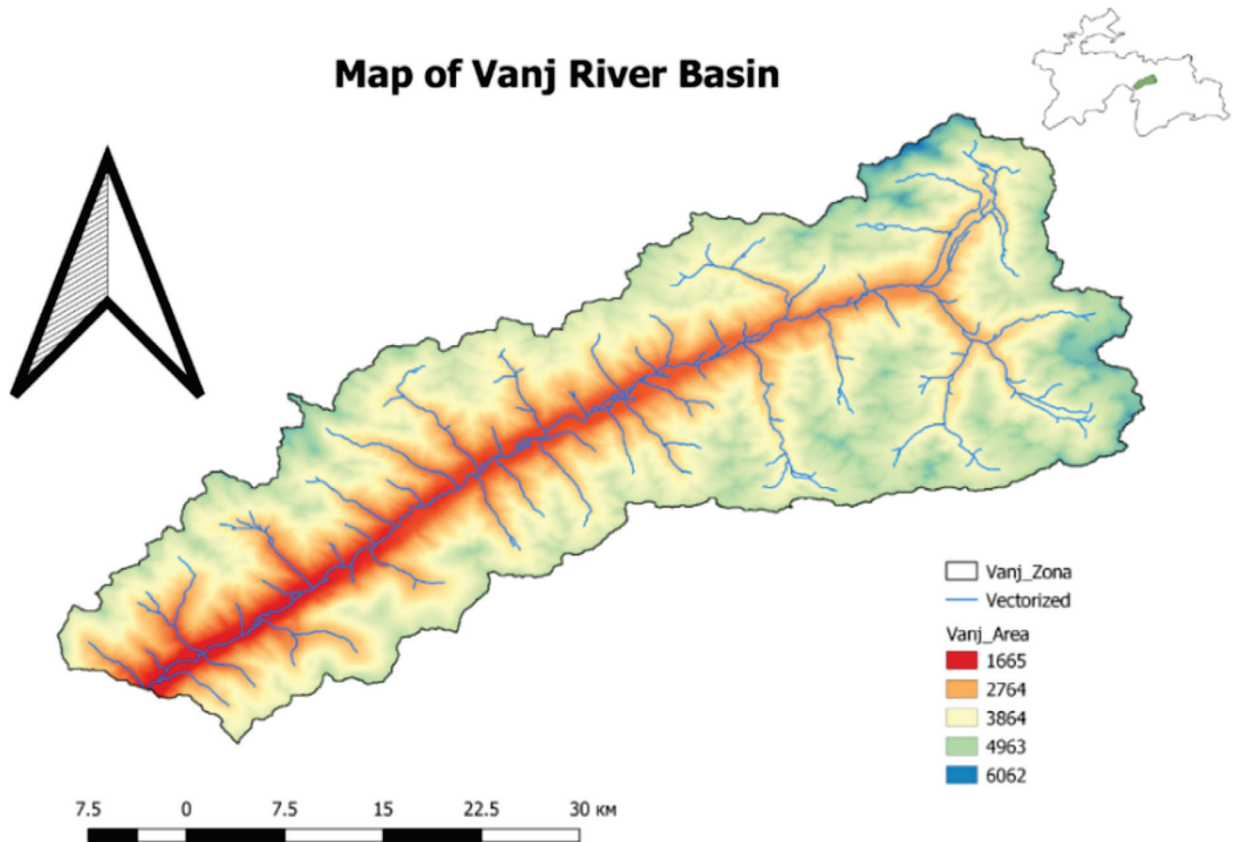 Map of Vanj River Basin
Vanj_Zona
Vectorized
Vanj_Area
1665
2764
3864
4963
6062
7.5 0 7.5 15 22.5 30 км